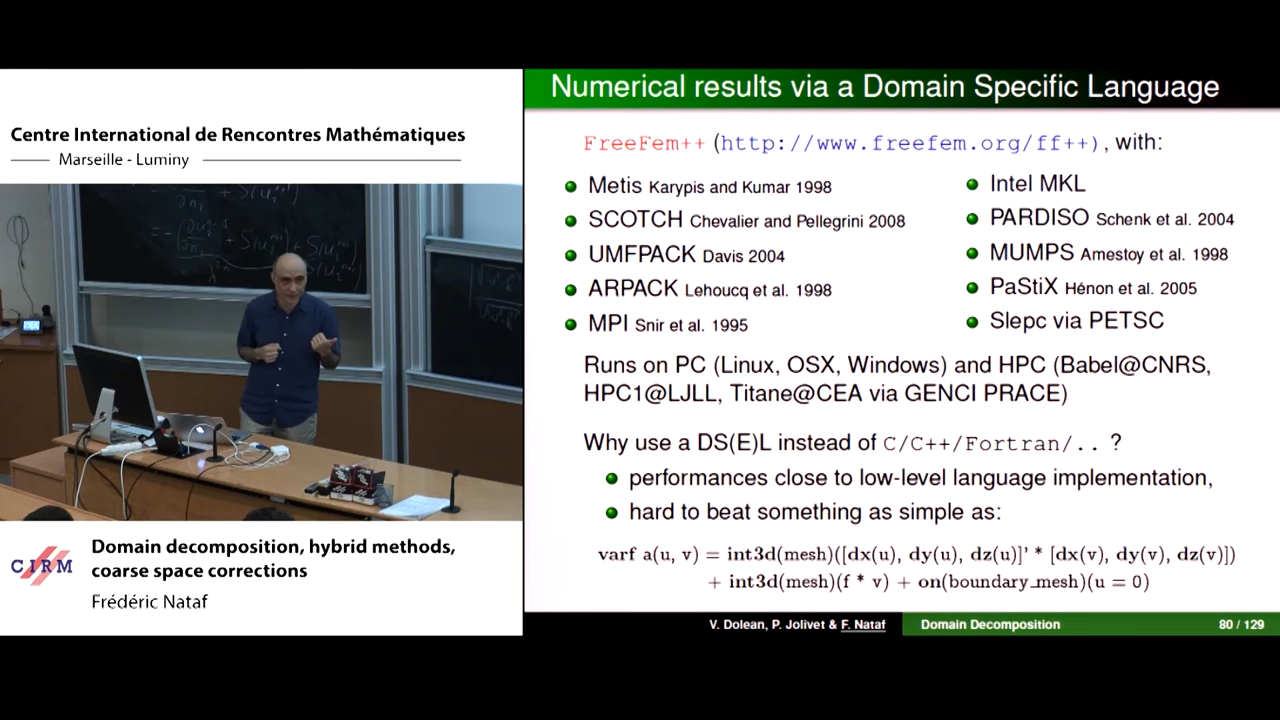 Centre International de Rencontres Mathématiques
Marseille - Luminy
Domain decomposition, hybrid methods,
coarse space corrections
Frédéric Nataf
CIRM
Numerical results via a Domain Specific Language
FreeFem++ (http://www.freefem.org/ff++), with:
Metis Karypis and Kumar 1998
SCOTCH Chevalier and Pellegrini 2008
UMFPACK Davis 2004
ARPACK Lehoucq et al. 1998
MPI Snir et al. 1995
Intel MKL
PARDISO Schenk et al. 2004
MUMPS Amestoy et al. 1998
PaStiX Hénon et al. 2005
Slepc via PETSC
Runs on PC (Linux, OSX, Windows) and HPC (Babel@CNRS,
HPC1@LJLL, Titane@CEA via GENCI PRACE)
Why use a DS(E)L instead of C/C++/Fortran/.. ?
performances close to low-level language implementation,
hard to beat something as simple as:
varf a(u, v) = int3d(mesh)([dx(u), dy(u), dz(u)]' * [dx(v), dy(v), dz(v)])
+ int3d(mesh)(f * v) + on(boundary_mesh)(u = 0)
V. Dolean, P. Jolivet & F. Nataf
Domain Decomposition
80 / 129